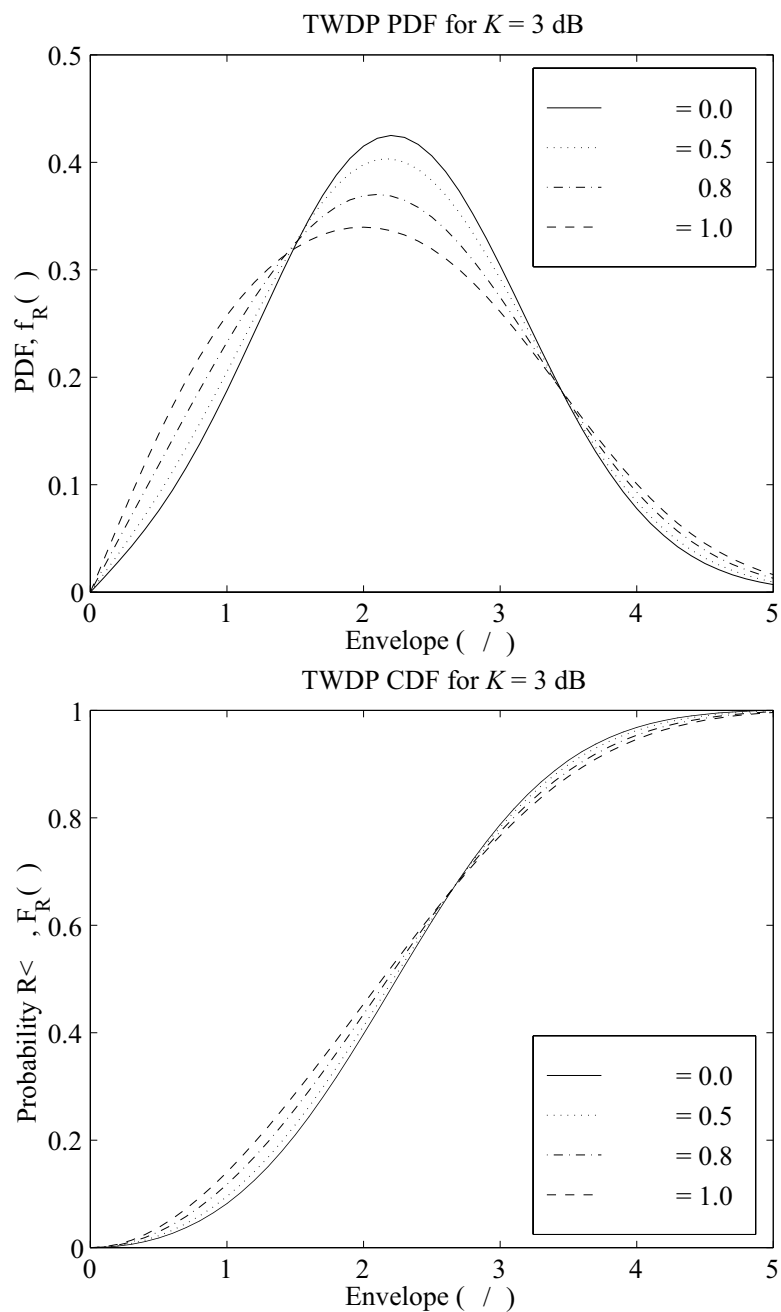 TWDP PDF for K = 3 dB
0.5
0.4
0.3
0.2
0.1
0
PDF, f_R( )
= 0.0
= 0.5
0.8
= 1.0
0 1 2 3 4 5
Envelope ( / )
TWDP CDF for K = 3 dB
1
0.8
0.6
0.4
0.2
0
Probability R< , F_R( )
= 0.0
= 0.5
= 0.8
= 1.0
0 1 2 3 4 5
Envelope ( / )